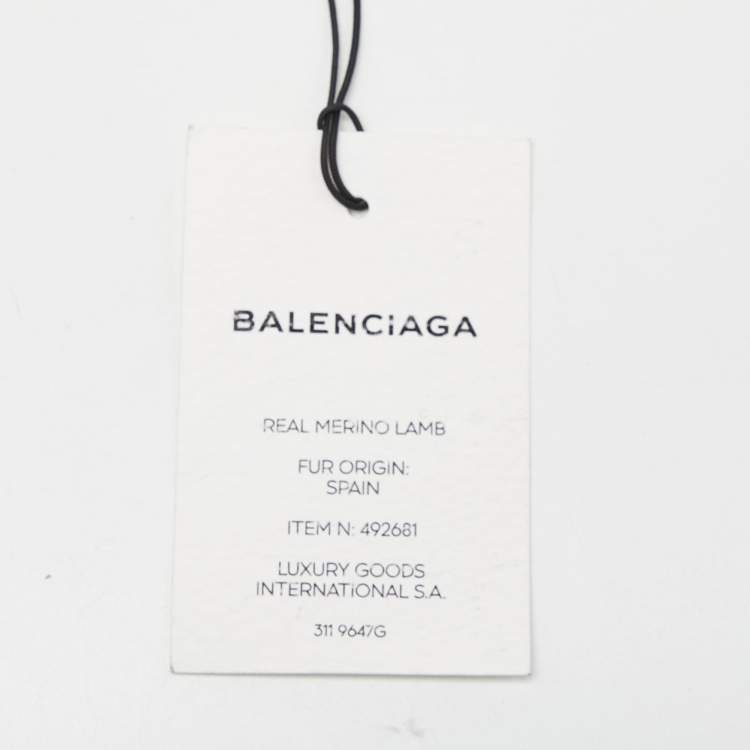 BALENCiAGA
REAL MERINO LAMB
FUR ORIGIN:
SPAIN
ITEM N: 492681
LUXURY GOODS
INTERNATIONAL S.A.
311 9647G